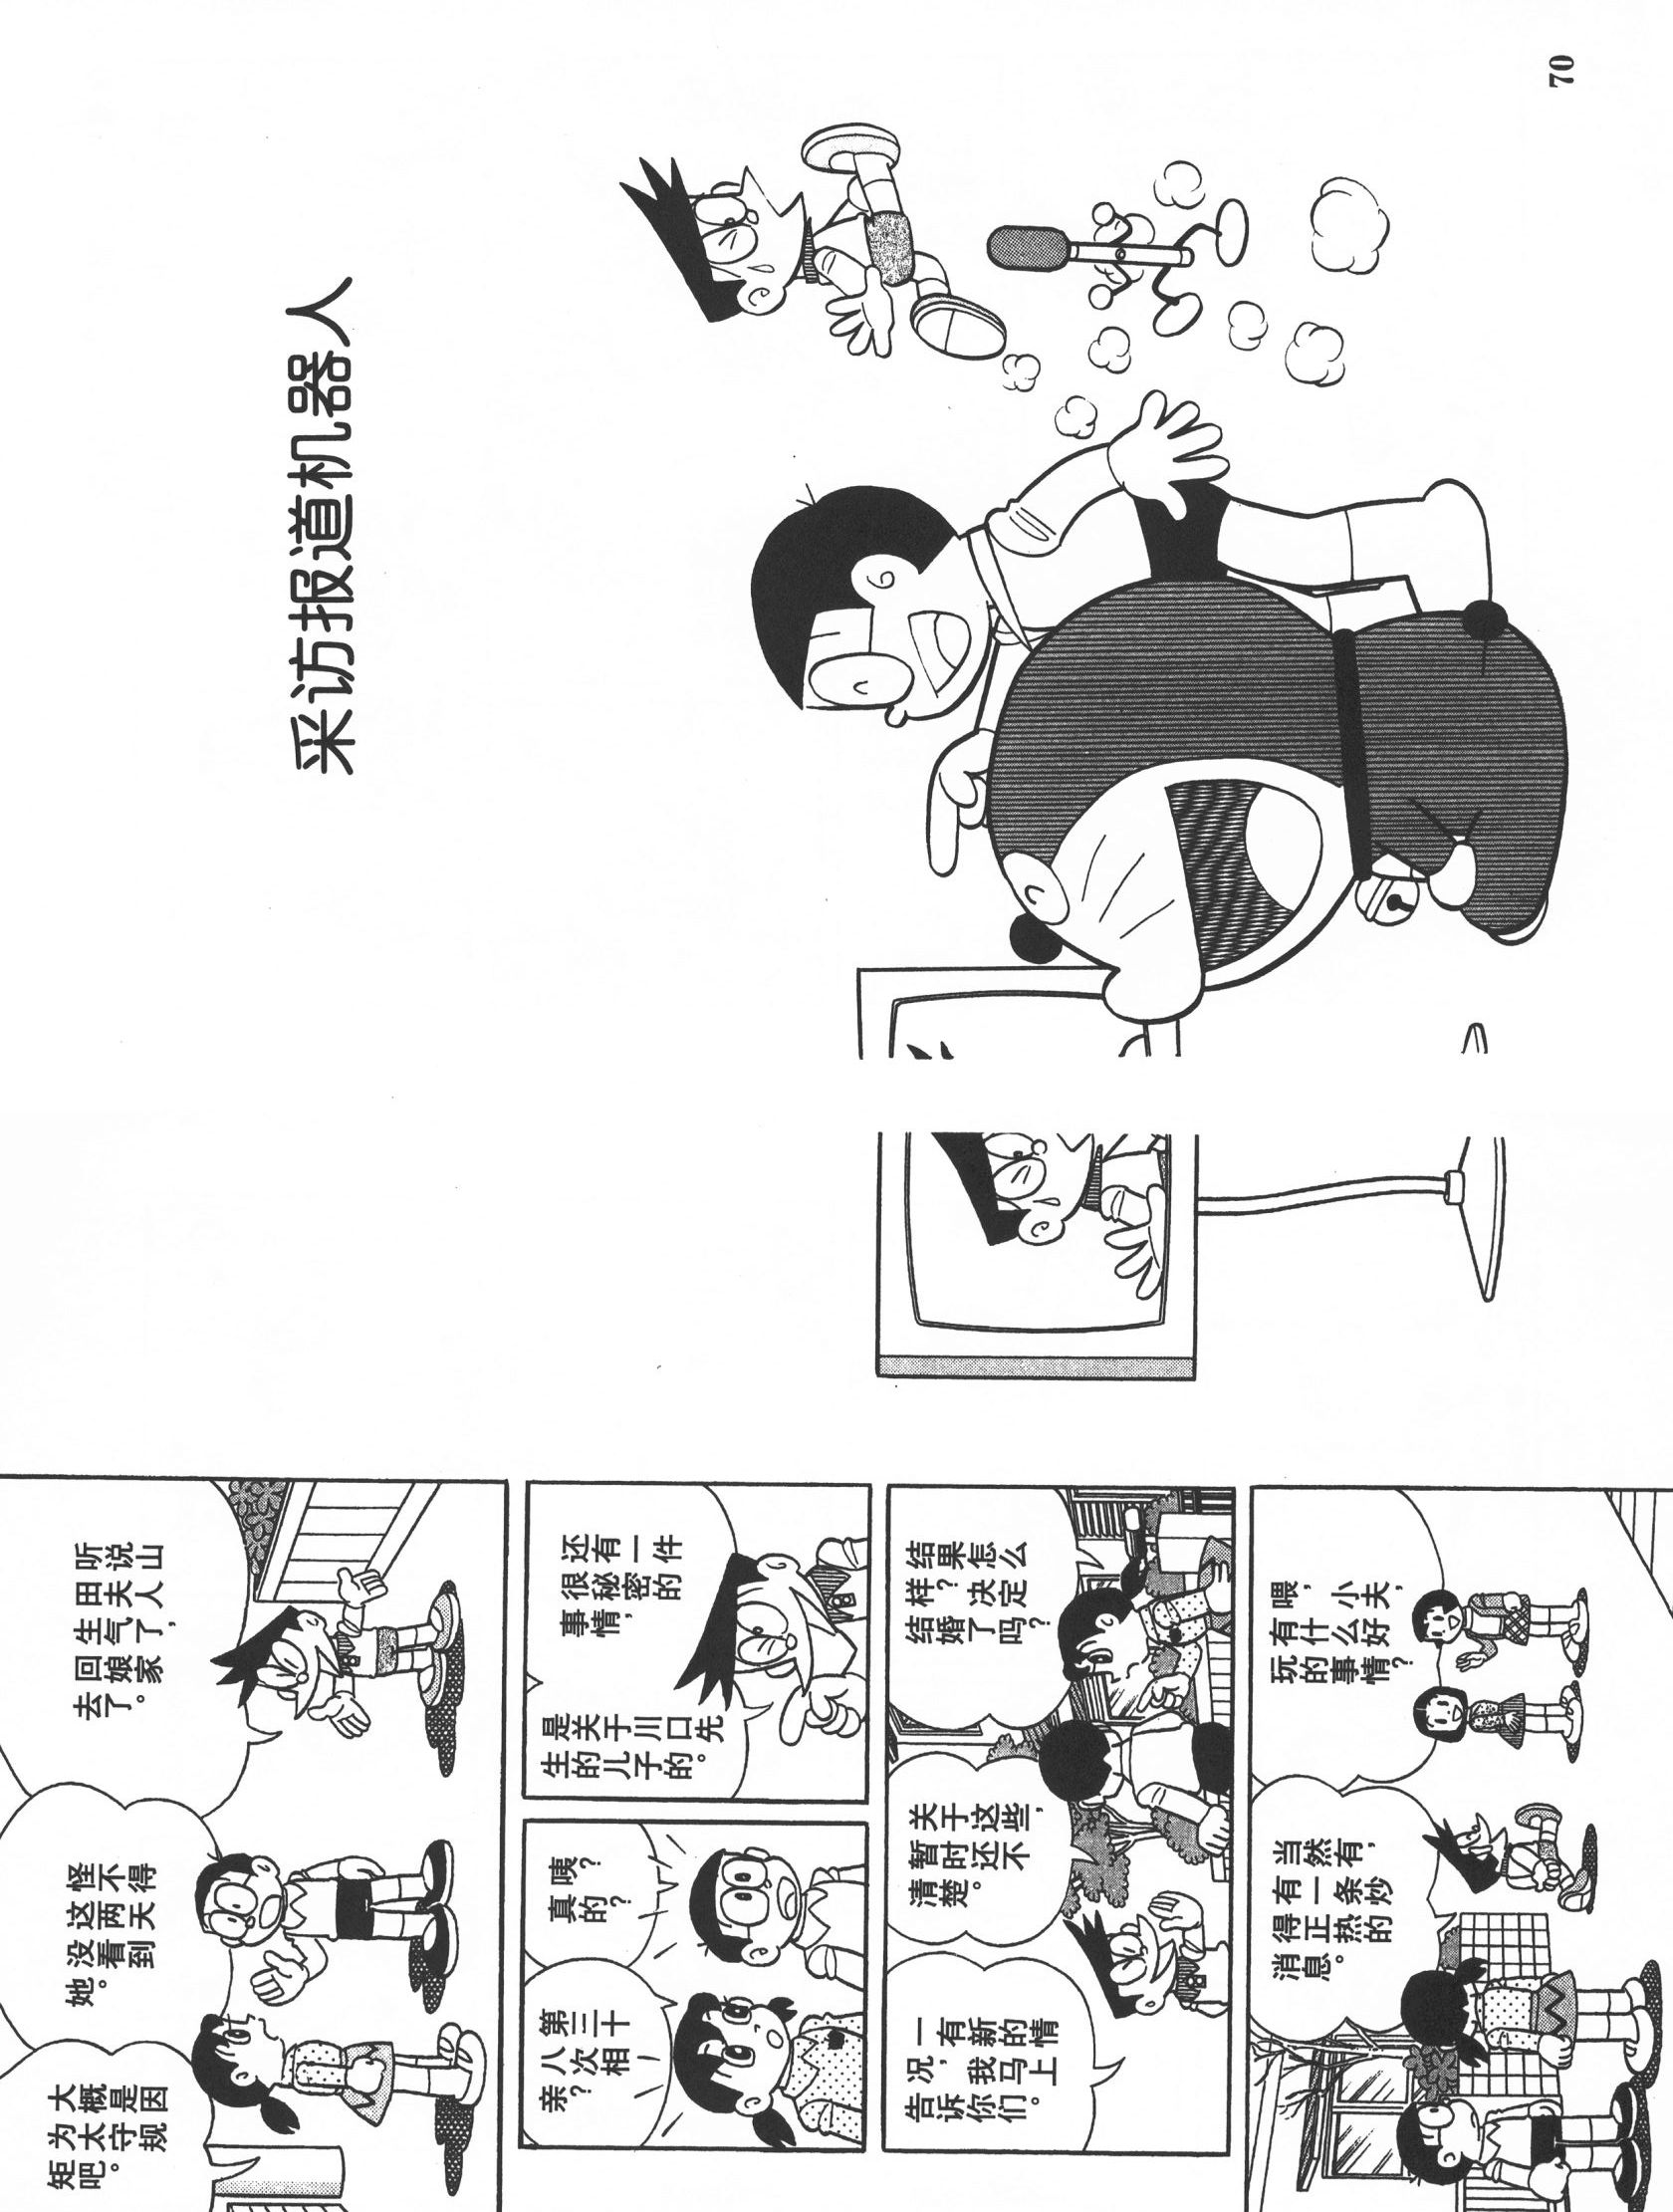 采访报道机器人
70
听说山
田夫人
生气了，
回娘家
去了。
怪不得
这两天
没看到
她。
大概是因
为太守规
矩吧。
还有一件
很秘密的
事情，
是关于川口先
生的儿子的。
咦？
真的？
第三十
八次相
亲？
结果怎么
样？决定
结婚了吗？
关于这些，
暂时还不
清楚。
一有新的情
况，我马上
告诉你们。
喂，小夫，
有什么好
玩的事情？
当然有，
有一条炒
得正热的
消息。